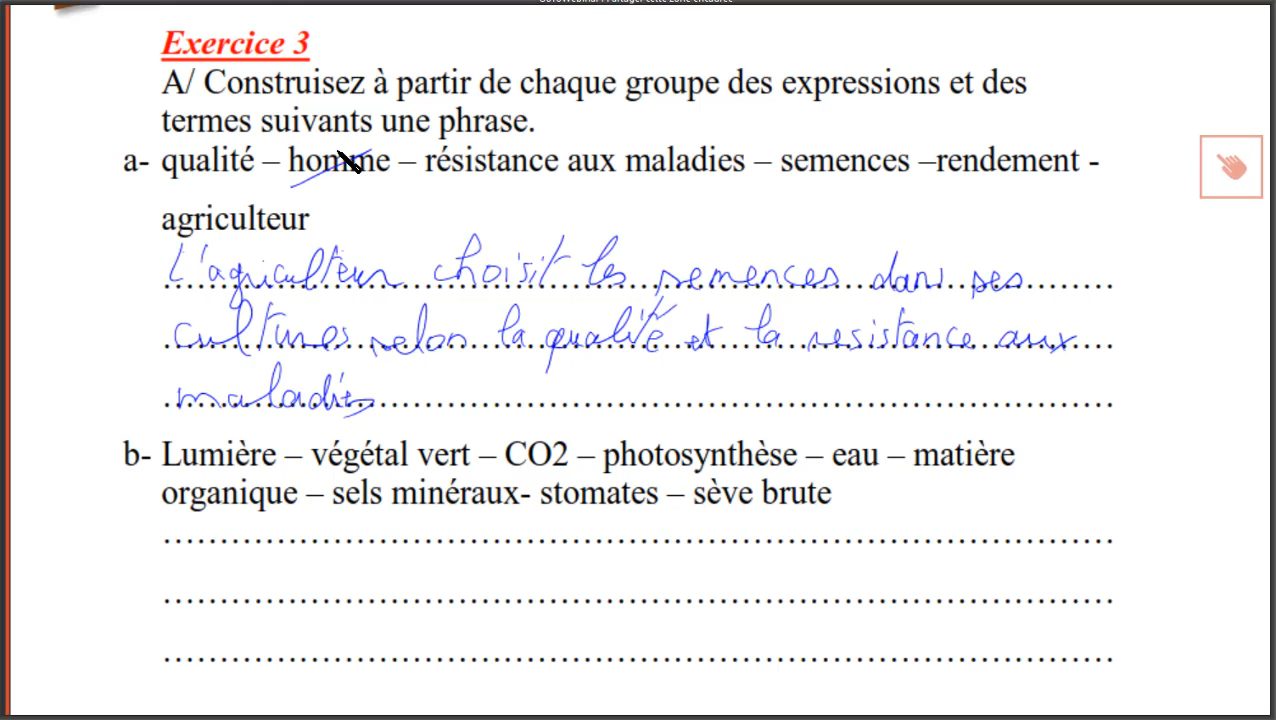 Exercice 3
A/ Construisez à partir de chaque groupe des expressions et des
termes suivants une phrase.
a- qualité – homme – résistance aux maladies – semences –rendement -
agriculteur
L'agriculteur choisit les semences dans ses
cultures selon la qualité et la resistance aux
maladies
b- Lumière – végétal vert – CO2 – photosynthèse – eau – matière
organique – sels minéraux- stomates – sève brute